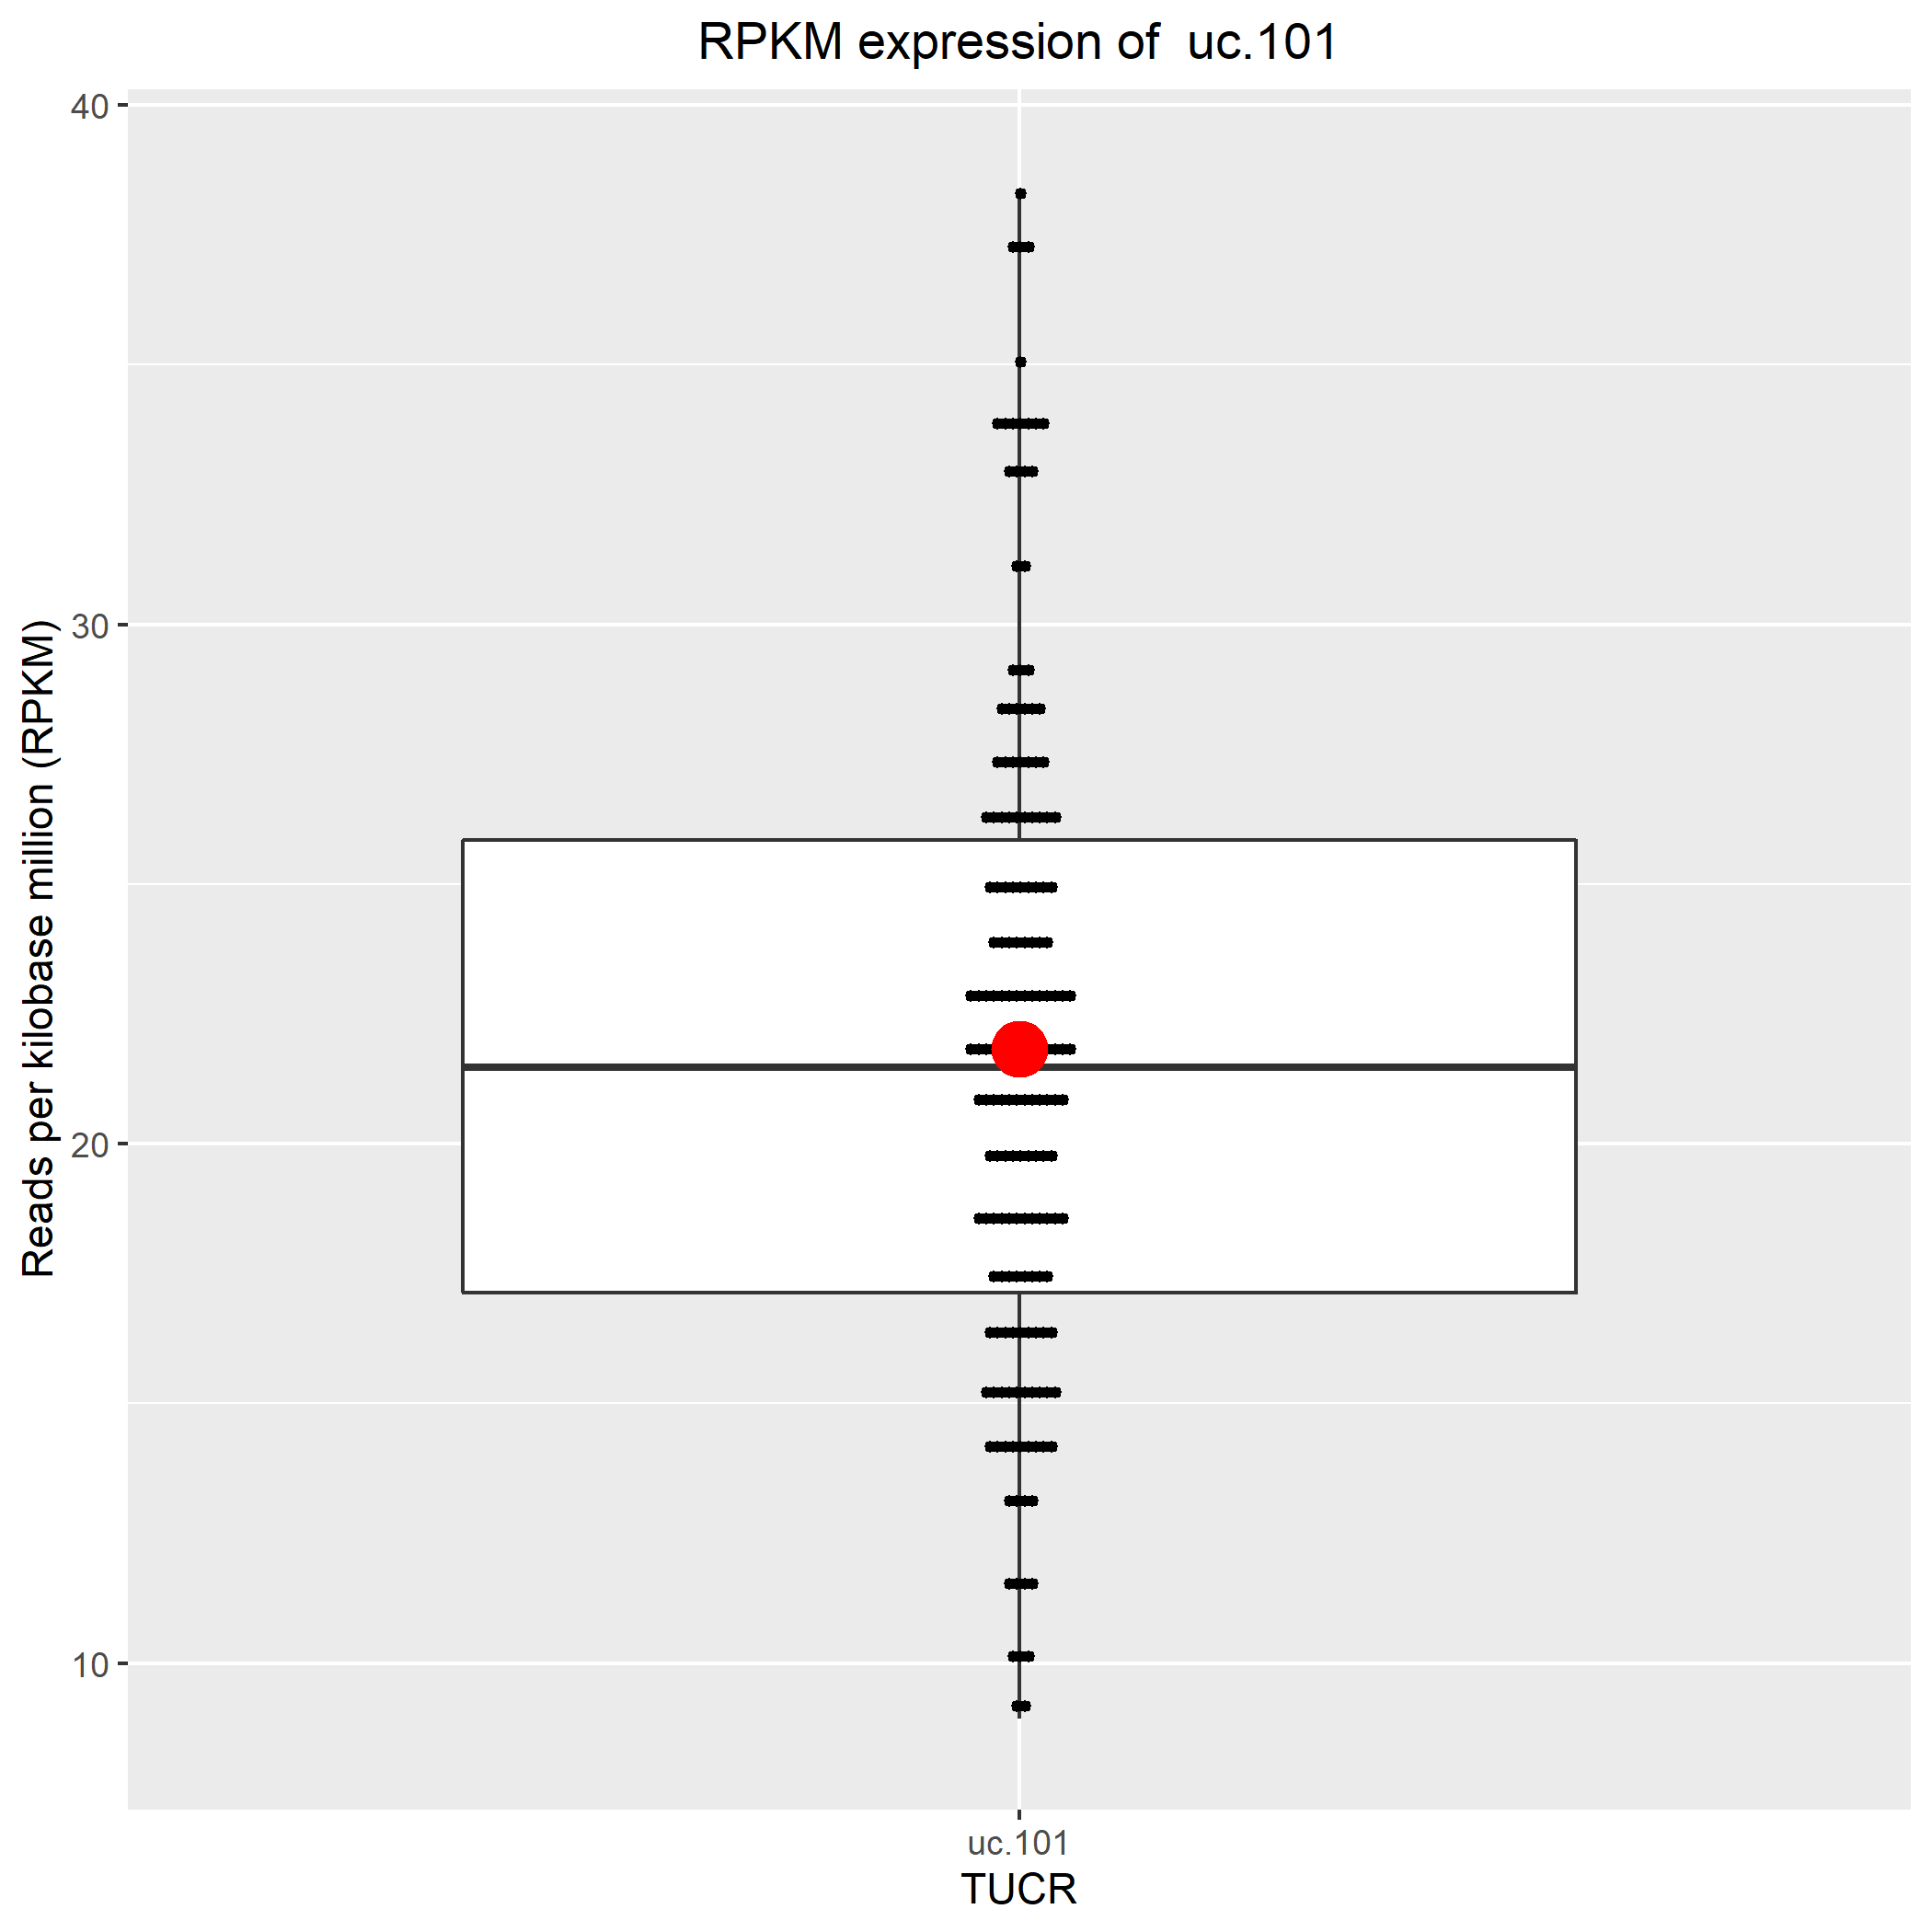 RPKM expression of  uc.101
Reads per kilobase million (RPKM)
40
30
20
10
uc.101
TUCR